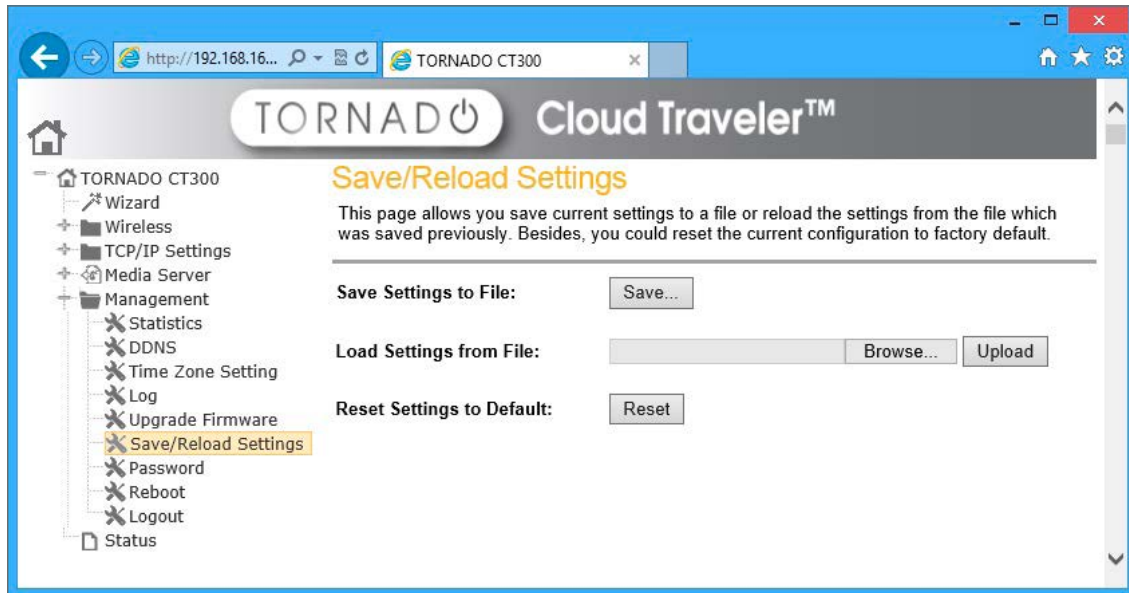 http://192.168.16...
TORNADO CT300
TORNADO Cloud Traveler™
TORNADO CT300
Wizard
Wireless
TCP/IP Settings
Media Server
Management
Statistics
DDNS
Time Zone Setting
Log
Upgrade Firmware
Save/Reload Settings
Password
Reboot
Logout
Status
Save/Reload Settings
This page allows you save current settings to a file or reload the settings from the file which
was saved previously. Besides, you could reset the current configuration to factory default.
Save Settings to File: Save...
Load Settings from File: Browse... Upload
Reset Settings to Default: Reset